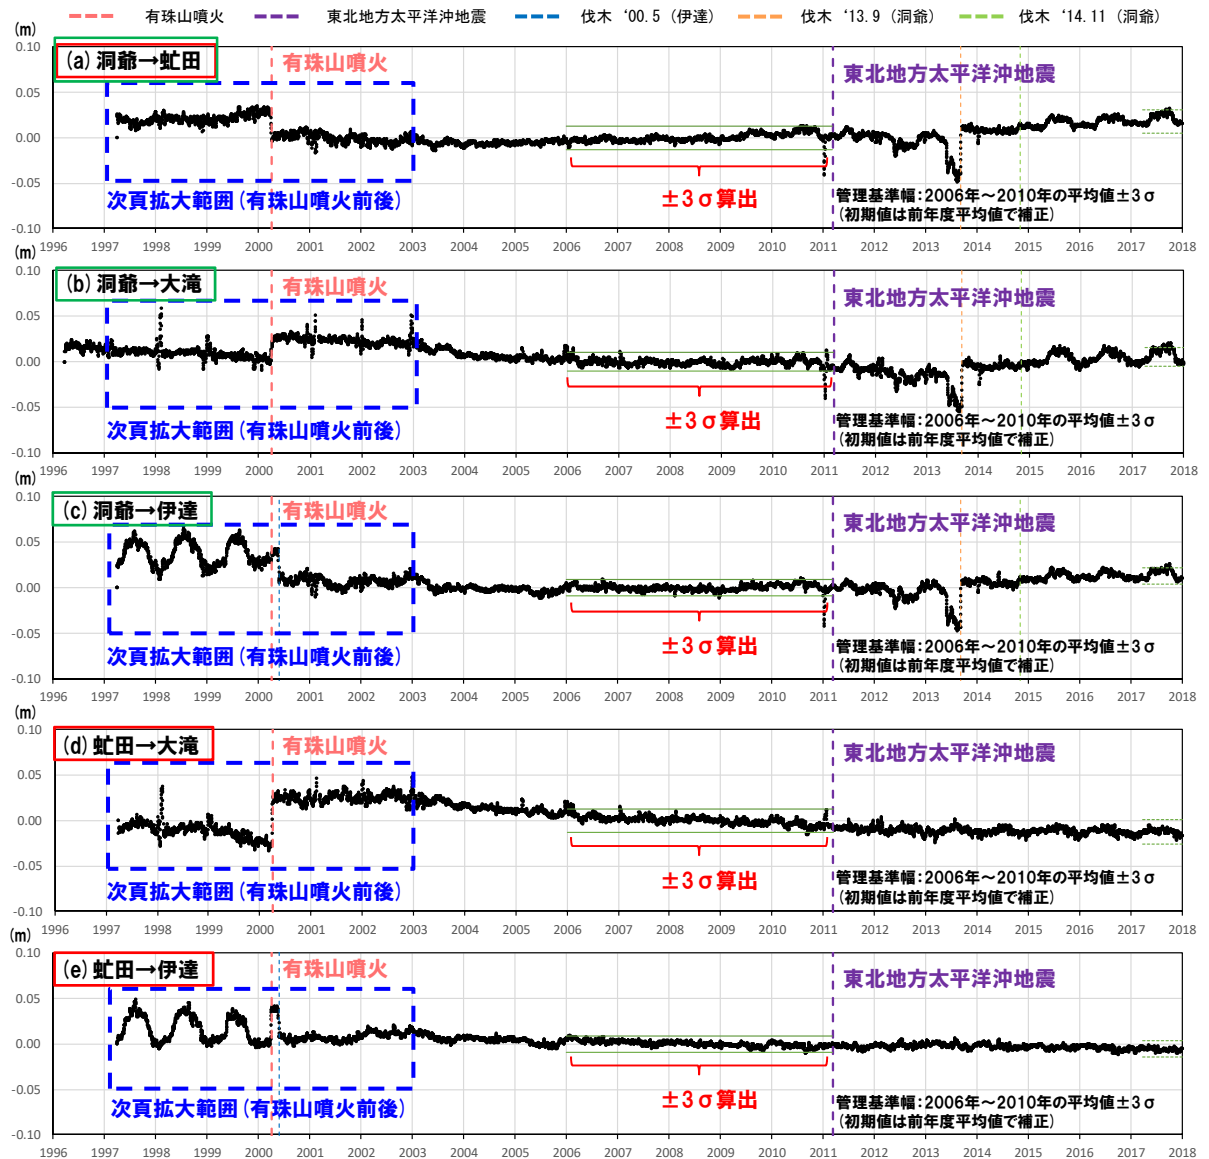 有珠山噴火 東北地方太平洋沖地震 伐木 ‘00.5（伊達） 伐木 ‘13.9（洞爺） 伐木 ‘14.11（洞爺）
(m)
0.10
0.05
0.00
-0.05
-0.10
(a) 洞爺→虻田
有珠山噴火
東北地方太平洋沖地震
次頁拡大範囲（有珠山噴火前後）
±3σ算出
管理基準幅：2006年～2010年の平均値±3σ
（初期値は前年度平均値で補正）
1996 1997 1998 1999 2000 2001 2002 2003 2004 2005 2006 2007 2008 2009 2010 2011 2012 2013 2014 2015 2016 2017 2018
(m)
0.10
0.05
0.00
-0.05
-0.10
(b) 洞爺→大滝
有珠山噴火
東北地方太平洋沖地震
次頁拡大範囲（有珠山噴火前後）
±3σ算出
管理基準幅：2006年～2010年の平均値±3σ
（初期値は前年度平均値で補正）
1996 1997 1998 1999 2000 2001 2002 2003 2004 2005 2006 2007 2008 2009 2010 2011 2012 2013 2014 2015 2016 2017 2018
(m)
0.10
0.05
0.00
-0.05
-0.10
(c) 洞爺→伊達
有珠山噴火
東北地方太平洋沖地震
次頁拡大範囲（有珠山噴火前後）
±3σ算出
管理基準幅：2006年～2010年の平均値±3σ
（初期値は前年度平均値で補正）
1996 1997 1998 1999 2000 2001 2002 2003 2004 2005 2006 2007 2008 2009 2010 2011 2012 2013 2014 2015 2016 2017 2018
(m)
0.10
0.05
0.00
-0.05
-0.10
(d) 虻田→大滝
有珠山噴火
東北地方太平洋沖地震
次頁拡大範囲（有珠山噴火前後）
±3σ算出
管理基準幅：2006年～2010年の平均値±3σ
（初期値は前年度平均値で補正）
1996 1997 1998 1999 2000 2001 2002 2003 2004 2005 2006 2007 2008 2009 2010 2011 2012 2013 2014 2015 2016 2017 2018
(m)
0.10
0.05
0.00
-0.05
-0.10
(e) 虻田→伊達
有珠山噴火
東北地方太平洋沖地震
次頁拡大範囲（有珠山噴火前後）
±3σ算出
管理基準幅：2006年～2010年の平均値±3σ
（初期値は前年度平均値で補正）
1996 1997 1998 1999 2000 2001 2002 2003 2004 2005 2006 2007 2008 2009 2010 2011 2012 2013 2014 2015 2016 2017 2018